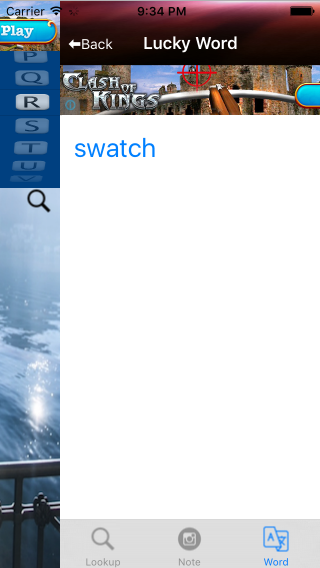 Carrier 9:34 PM
Play
Back
Lucky Word
CLASH OF
KINGS
P
Q
R
S
T
U
V
swatch
Lookup
Note
Word